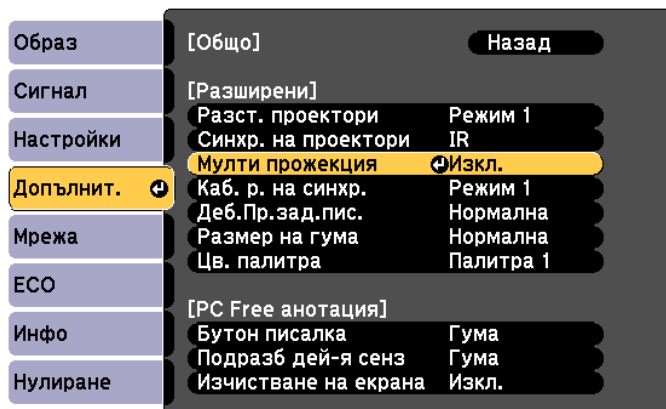 Образ
Сигнал
Настройки
Допълнит.
Мрежа
ECO
Инфо
Нулиране
[Общо] Назад
[Разширени]
Разст. проектори Режим 1
Синхр. на проектори IR
Мулти прожекция Изкл.
Каб. р. на синхр. Режим 1
Деб.Пр.зад.пис. Нормална
Размер на гума Нормална
Цв. палитра Палитра 1
[PC Free анотация]
Бутон писалка Гума
Подразб дей-я сенз Гума
Изчистване на екрана Изкл.